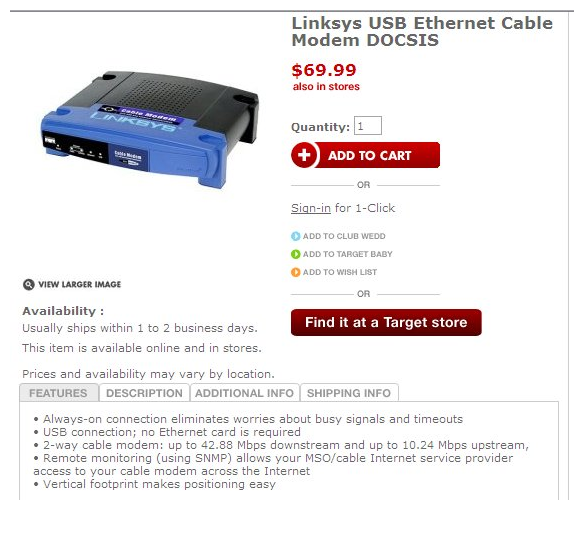 Linksys USB Ethernet Cable
Modem DOCSIS
$69.99
also in stores
Quantity: 1
ADD TO CART
OR
Sign-in for 1-Click
ADD TO CLUB WEDD
ADD TO TARGET BABY
ADD TO WISH LIST
OR
Find it at a Target store
Cable Modem
LINKSYS
Cable Modem
VIEW LARGER IMAGE
Availability :
Usually ships within 1 to 2 business days.
This item is available online and in stores.
Prices and availability may vary by location.
FEATURES DESCRIPTION ADDITIONAL INFO SHIPPING INFO
• Always-on connection eliminates worries about busy signals and timeouts
• USB connection; no Ethernet card is required
• 2-way cable modem: up to 42.88 Mbps downstream and up to 10.24 Mbps upstream,
• Remote monitoring (using SNMP) allows your MSO/cable Internet service provider
access to your cable modem across the Internet
• Vertical footprint makes positioning easy